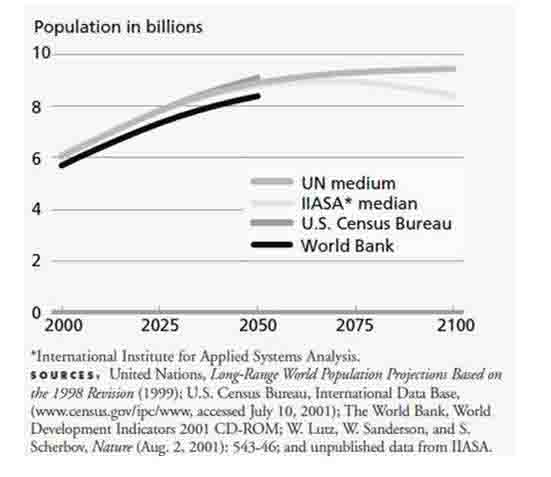 Population in billions
10
8
6
4
2
0
UN medium
IIASA* median
U.S. Census Bureau
World Bank
2000 2025 2050 2075 2100
*International Institute for Applied Systems Analysis.
SOURCES. United Nations, Long-Range World Population Projections Based on
the 1998 Revision (1999); U.S. Census Bureau, International Data Base,
(www.census.gov/ipc/www, accessed July 10, 2001); The World Bank, World
Development Indicators 2001 CD-ROM; W. Lutz, W. Sanderson, and S.
Scherbov, Nature (Aug. 2, 2001): 543-46; and unpublished data from IIASA.